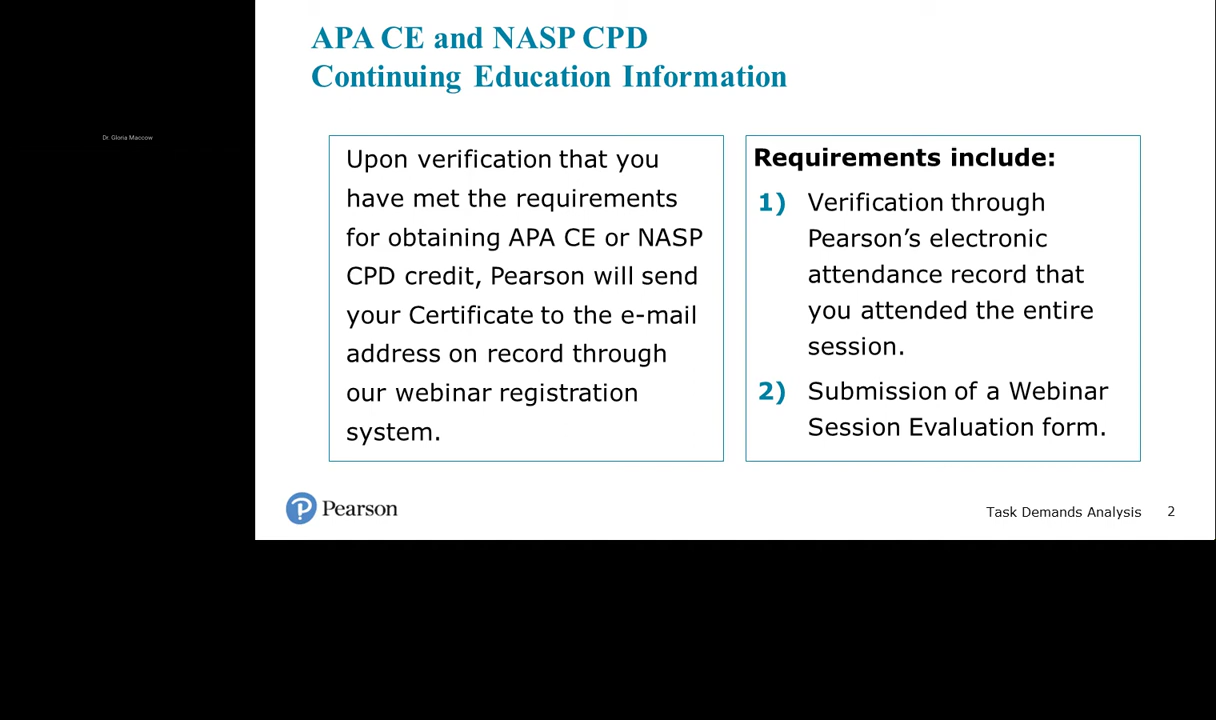 APA CE and NASP CPD
Continuing Education Information
Dr. Gloria Maccow
Upon verification that you
have met the requirements
for obtaining APA CE or NASP
CPD credit, Pearson will send
your Certificate to the e-mail
address on record through
our webinar registration
system.
Requirements include:
1) Verification through
Pearson’s electronic
attendance record that
you attended the entire
session.
2) Submission of a Webinar
Session Evaluation form.
Pearson
Task Demands Analysis 2